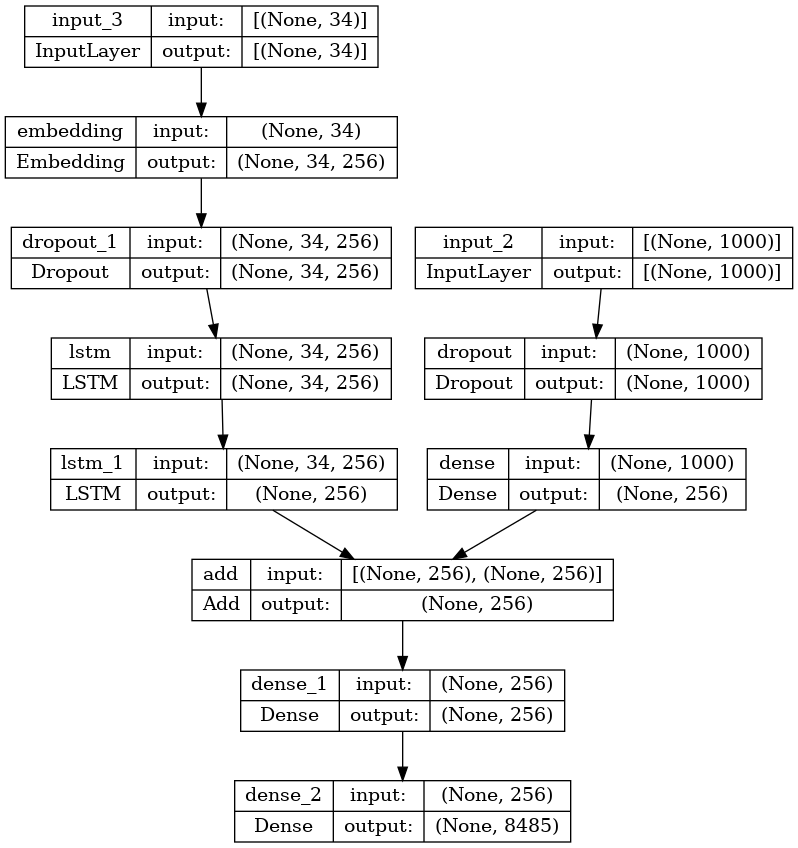 input_3 input: [(None, 34)]
InputLayer output: [(None, 34)]
embedding input: (None, 34)
Embedding output: (None, 34, 256)
dropout_1 input: (None, 34, 256)
Dropout output: (None, 34, 256)
input_2 input: [(None, 1000)]
InputLayer output: [(None, 1000)]
lstm input: (None, 34, 256)
LSTM output: (None, 34, 256)
dropout input: (None, 1000)
Dropout output: (None, 1000)
lstm_1 input: (None, 34, 256)
LSTM output: (None, 256)
dense input: (None, 1000)
Dense output: (None, 256)
add input: [(None, 256), (None, 256)]
Add output: (None, 256)
dense_1 input: (None, 256)
Dense output: (None, 256)
dense_2 input: (None, 256)
Dense output: (None, 8485)